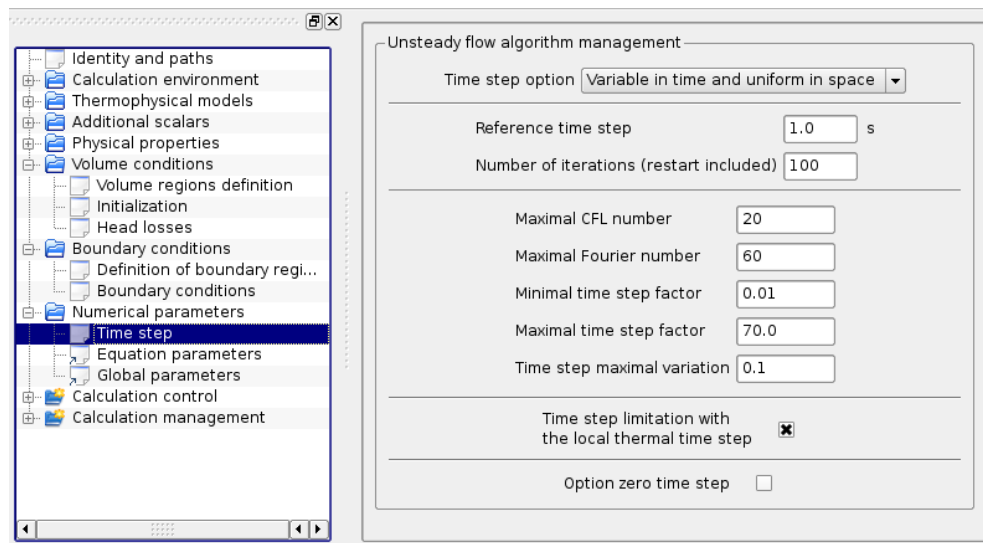 Identity and paths
Calculation environment
Thermophysical models
Additional scalars
Physical properties
Volume conditions
Volume regions definition
Initialization
Head losses
Boundary conditions
Definition of boundary regi...
Boundary conditions
Numerical parameters
Time step
Equation parameters
Global parameters
Calculation control
Calculation management
Unsteady flow algorithm management
Time step option Variable in time and uniform in space
Reference time step 1.0 s
Number of iterations (restart included) 100
Maximal CFL number 20
Maximal Fourier number 60
Minimal time step factor 0.01
Maximal time step factor 70.0
Time step maximal variation 0.1
Time step limitation with
the local thermal time step
Option zero time step